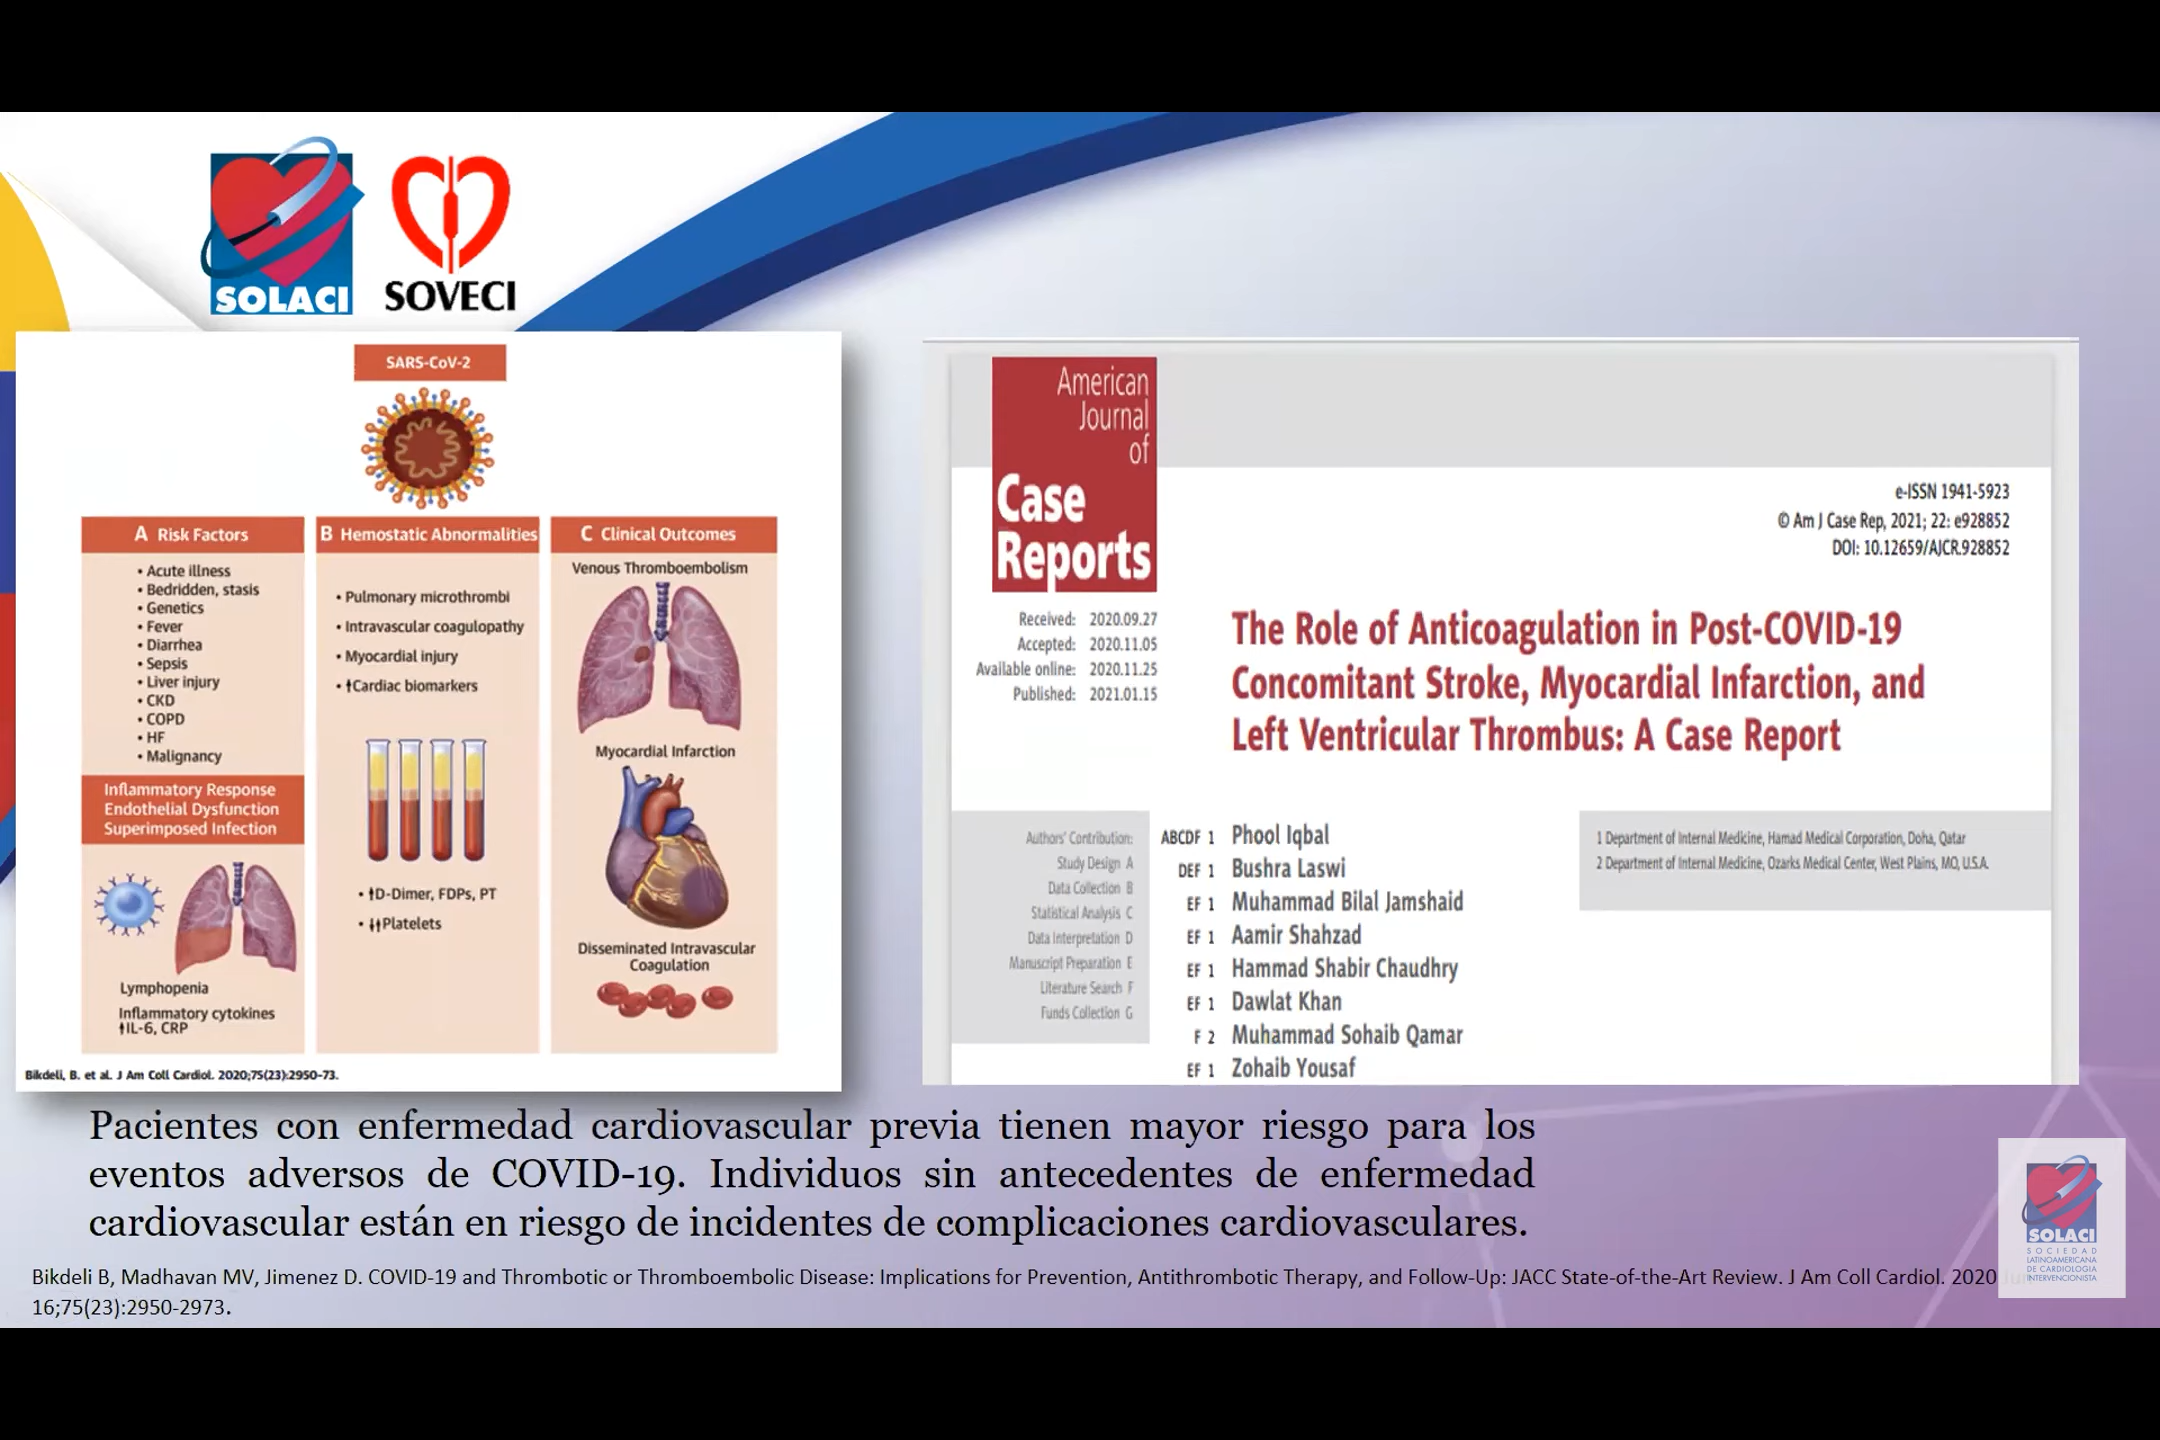 SOLACI
SOVECI
SARS-CoV-2
A Risk Factors
• Acute illness
• Bedridden, stasis
• Genetics
• Fever
• Diarrhea
• Sepsis
• Liver injury
• CKD
• COPD
• HF
• Malignancy
Inflammatory Response
Endothelial Dysfunction
Superimposed Infection
Lymphopenia
Inflammatory cytokines
↑IL-6, CRP
B Hemostatic Abnormalities
• Pulmonary microthrombi
• Intravascular coagulopathy
• Myocardial injury
• ↑Cardiac biomarkers
• ↑D-Dimer, FDPs, PT
• ↓↑Platelets
C Clinical Outcomes
Venous Thromboembolism
Myocardial Infarction
Disseminated Intravascular
Coagulation
Bikdeli, B. et al. J Am Coll Cardiol. 2020;75(23):2950-73.
American
Journal
of
Case
Reports
e-ISSN 1941-5923
© Am J Case Rep, 2021; 22: e928852
DOI: 10.12659/AJCR.928852
Received: 2020.09.27
Accepted: 2020.11.05
Available online: 2020.11.25
Published: 2021.01.15
The Role of Anticoagulation in Post-COVID-19
Concomitant Stroke, Myocardial Infarction, and
Left Ventricular Thrombus: A Case Report
Authors' Contribution:
Study Design A
Data Collection B
Statistical Analysis C
Data Interpretation D
Manuscript Preparation E
Literature Search F
Funds Collection G
ABCDF 1 Phool Iqbal
DEF 1 Bushra Laswi
EF 1 Muhammad Bilal Jamshaid
EF 1 Aamir Shahzad
EF 1 Hammad Shabir Chaudhry
EF 1 Dawlat Khan
F 2 Muhammad Sohaib Qamar
EF 1 Zohaib Yousaf
1 Department of Internal Medicine, Hamad Medical Corporation, Doha, Qatar
2 Department of Internal Medicine, Ozarks Medical Center, West Plains, MO, U.S.A.
Pacientes con enfermedad cardiovascular previa tienen mayor riesgo para los
eventos adversos de COVID-19. Individuos sin antecedentes de enfermedad
cardiovascular están en riesgo de incidentes de complicaciones cardiovasculares.
Bikdeli B, Madhavan MV, Jimenez D. COVID-19 and Thrombotic or Thromboembolic Disease: Implications for Prevention, Antithrombotic Therapy, and Follow-Up: JACC State-of-the-Art Review. J Am Coll Cardiol. 2020
16;75(23):2950-2973.
SOLACI
SOCIEDAD
LATINOAMERICANA
DE CARDIOLOGIA
INTERVENCIONISTA